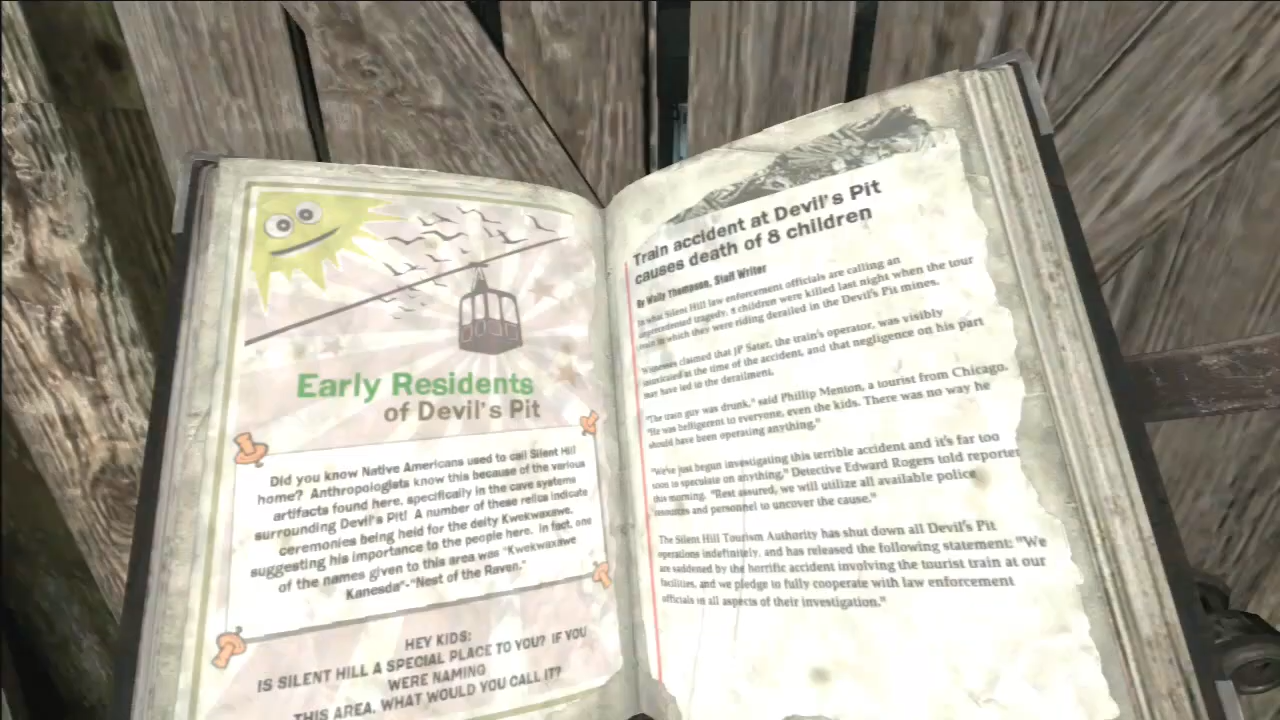 Early Residents
of Devil's Pit
Did you know Native Americans used to call Silent Hill
home? Anthropologists know this because of the various
artifacts found here, specifically in the cave systems
surrounding Devil's Pit! A number of these relics indicate
ceremonies being held for the deity Kwekwaxawe,
suggesting his importance to the people here. In fact, one
of the names given to this area was "Kwekwaxawe
Kanesda"-"Nest of the Raven."
HEY KIDS:
IS SILENT HILL A SPECIAL PLACE TO YOU? IF YOU
WERE NAMING
THIS AREA, WHAT WOULD YOU CALL IT?
Train accident at Devil's Pit
causes death of 8 children
By Wally Thompson, Staff Writer
In what Silent Hill law enforcement officials are calling an
unprecedented tragedy, 8 children were killed last night when the tour
train in which they were riding derailed in the Devil's Pit mines.
Witnesses claimed that JP Sater, the train's operator, was visibly
intoxicated at the time of the accident, and that negligence on his part
may have led to the derailment.
"The train guy was drunk," said Phillip Menton, a tourist from Chicago.
"He was belligerent to everyone, even the kids. There was no way he
should have been operating anything."
"We've just begun investigating this terrible accident and it's far too
soon to speculate on anything," Detective Edward Rogers told reporter
this morning. "Rest assured, we will utilize all available police
resources and personnel to uncover the cause."
The Silent Hill Tourism Authority has shut down all Devil's Pit
operations indefinitely, and has released the following statement: "We
are saddened by the horrific accident involving the tourist train at our
facilities, and we pledge to fully cooperate with law enforcement
officials in all aspects of their investigation."